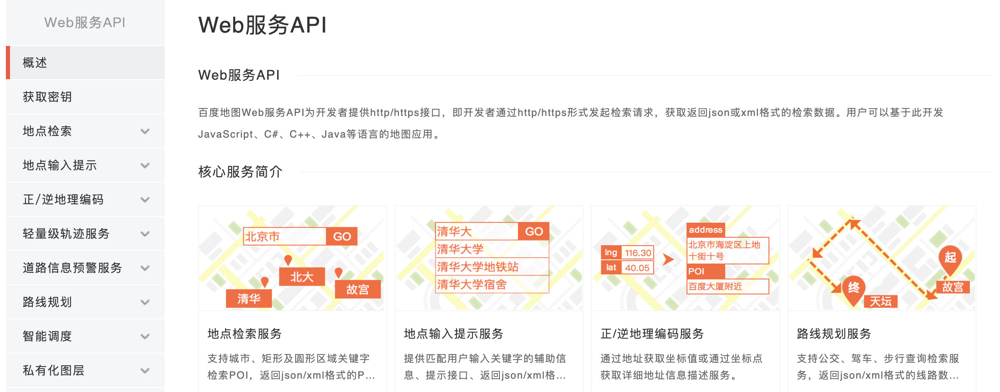 Web服务API
概述
获取密钥
地点检索
地点输入提示
正/逆地理编码
轻量级轨迹服务
道路信息预警服务
路线规划
智能调度
私有化图层
Web服务API
Web服务API
百度地图Web服务API为开发者提供http/https接口，即开发者通过http/https形式发起检索请求，获取返回json或xml格式的检索数据。用户可以基于此开发
JavaScript、C#、C++、Java等语言的地图应用。
核心服务简介
北京市 GO
北大
故宫
清华
地点检索服务
支持城市、矩形及圆形区域关键字
检索POI，返回json/xml格式的P...
清华大 GO
清华大学
清华大学地铁站
清华大学宿舍
地点输入提示服务
提供匹配用户输入关键字的辅助信
息、提示接口、返回json/xml格...
lng 116.30
lat 40.05
address
北京市海淀区上地
十街十号
POI
百度大厦附近
正/逆地理编码服务
通过地址获取坐标值或通过坐标点
获取详细地址信息描述服务。
起
故宫
终
天坛
路线规划服务
支持公交、驾车、步行查询检索服
务，返回json/xml格式的线路数...